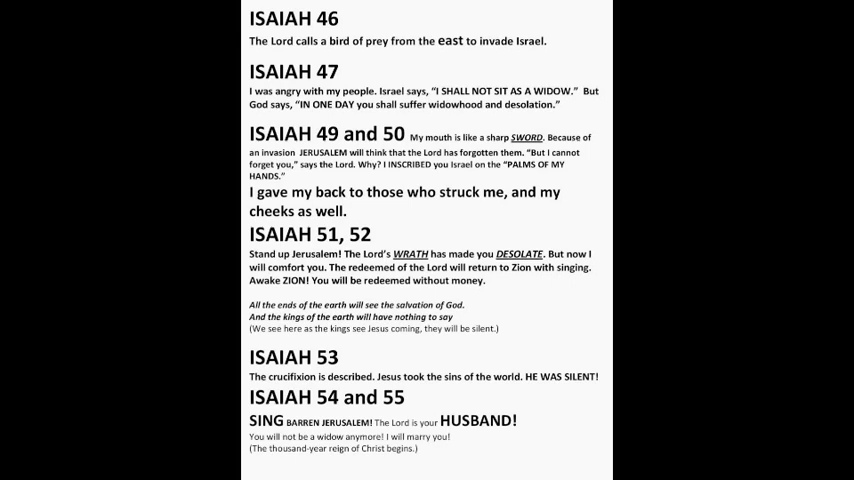 ISAIAH 46
The Lord calls a bird of prey from the east to invade Israel.
ISAIAH 47
I was angry with my people. Israel says, “I SHALL NOT SIT AS A WIDOW.” But
God says, “IN ONE DAY you shall suffer widowhood and desolation.”
ISAIAH 49 and 50 My mouth is like a sharp SWORD. Because of
an invasion JERUSALEM will think that the Lord has forgotten them. “But I cannot
forget you,” says the Lord. Why? I INSCRIBED you Israel on the “PALMS OF MY
HANDS.”
I gave my back to those who struck me, and my
cheeks as well.
ISAIAH 51, 52
Stand up Jerusalem! The Lord’s WRATH has made you DESOLATE. But now I
will comfort you. The redeemed of the Lord will return to Zion with singing.
Awake ZION! You will be redeemed without money.
All the ends of the earth will see the salvation of God.
And the kings of the earth will have nothing to say
(We see here as the kings see Jesus coming, they will be silent.)
ISAIAH 53
The crucifixion is described. Jesus took the sins of the world. HE WAS SILENT!
ISAIAH 54 and 55
SING BARREN JERUSALEM! The Lord is your HUSBAND!
You will not be a widow anymore! I will marry you!
(The thousand-year reign of Christ begins.)